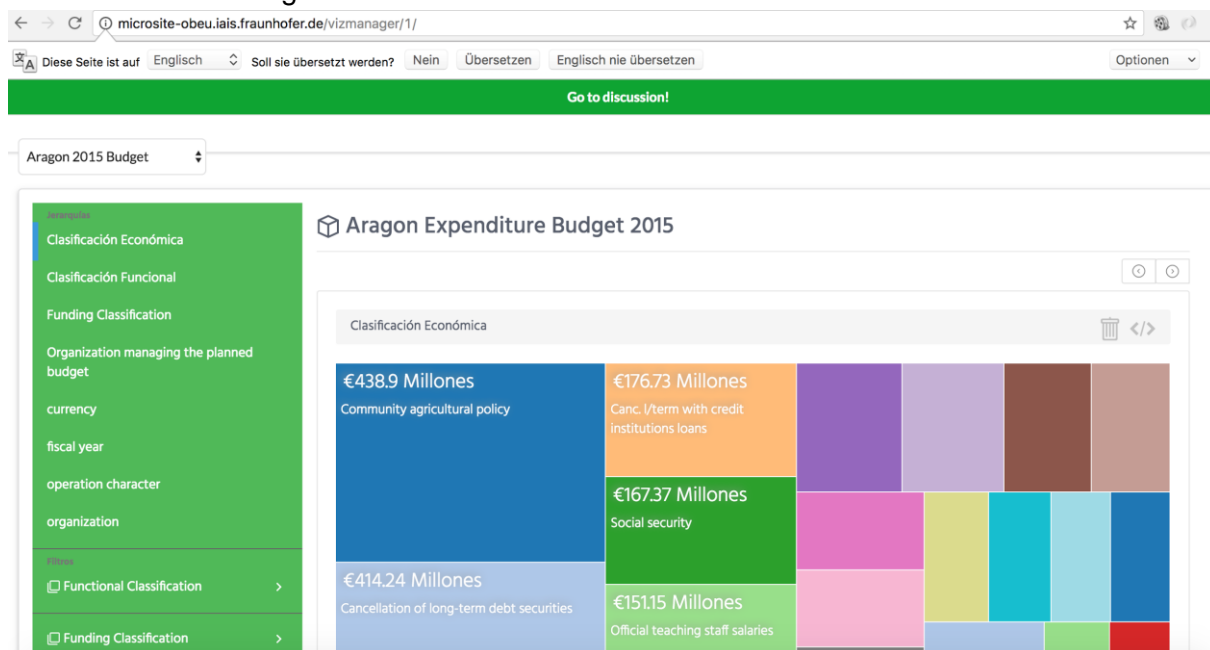 microsite-obeu.iais.fraunhofer.de/vizmanager/1/
Diese Seite ist auf Englisch Soll sie übersetzt werden? Nein Übersetzen Englisch nie übersetzen Optionen
Go to discussion!
Aragon 2015 Budget
Jerarquías
Clasificación Económica
Clasificación Funcional
Funding Classification
Organization managing the planned
budget
currency
fiscal year
operation character
organization
Filtros
Functional Classification
Funding Classification
Aragon Expenditure Budget 2015
Clasificación Económica
€438.9 Millones
Community agricultural policy
€414.24 Millones
Cancellation of long-term debt securities
€176.73 Millones
Canc. l/term with credit
institutions loans
€167.37 Millones
Social security
€151.15 Millones
Official teaching staff salaries